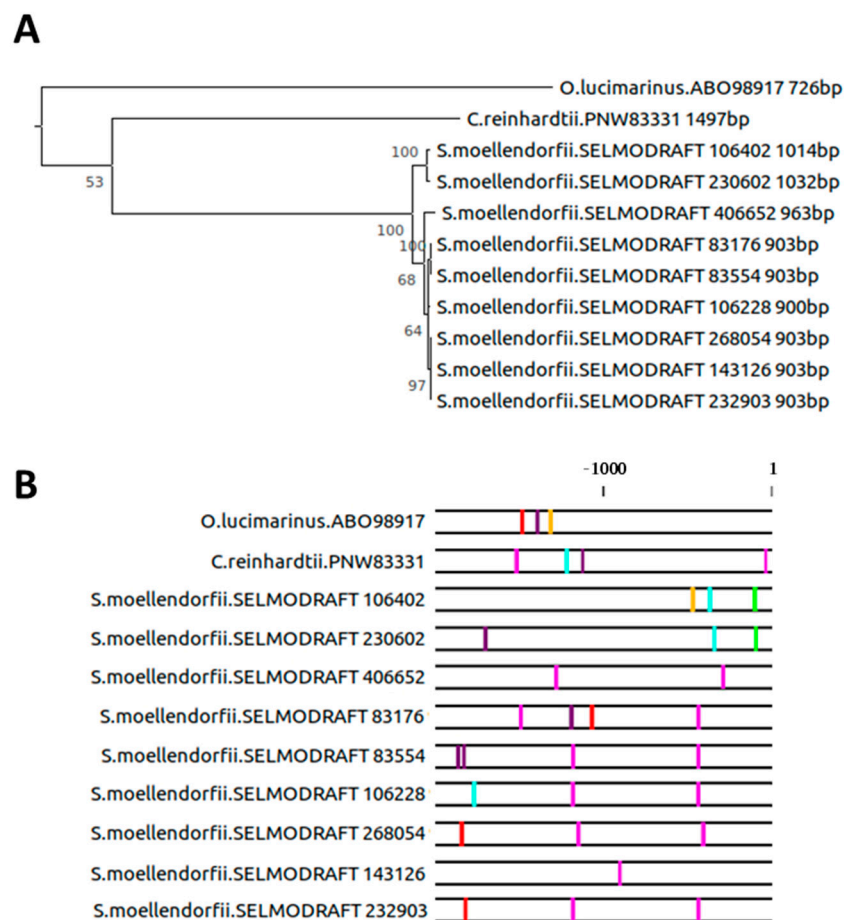 A
O.lucimarinus.ABO98917 726bp
C.reinhardtii.PNW83331 1497bp
100
S.moellendorfii.SELMODRAFT 106402 1014bp
53
S.moellendorfii.SELMODRAFT 230602 1032bp
S.moellendorfii.SELMODRAFT 406652 963bp
100
100
S.moellendorfii.SELMODRAFT 83176 903bp
68
S.moellendorfii.SELMODRAFT 83554 903bp
S.moellendorfii.SELMODRAFT 106228 900bp
64
S.moellendorfii.SELMODRAFT 268054 903bp
S.moellendorfii.SELMODRAFT 143126 903bp
97
S.moellendorfii.SELMODRAFT 232903 903bp
B
-1000 1
O.lucimarinus.ABO98917
C.reinhardtii.PNW83331
S.moellendorfii.SELMODRAFT 106402
S.moellendorfii.SELMODRAFT 230602
S.moellendorfii.SELMODRAFT 406652
S.moellendorfii.SELMODRAFT 83176
S.moellendorfii.SELMODRAFT 83554
S.moellendorfii.SELMODRAFT 106228
S.moellendorfii.SELMODRAFT 268054
S.moellendorfii.SELMODRAFT 143126
S.moellendorfii.SELMODRAFT 232903